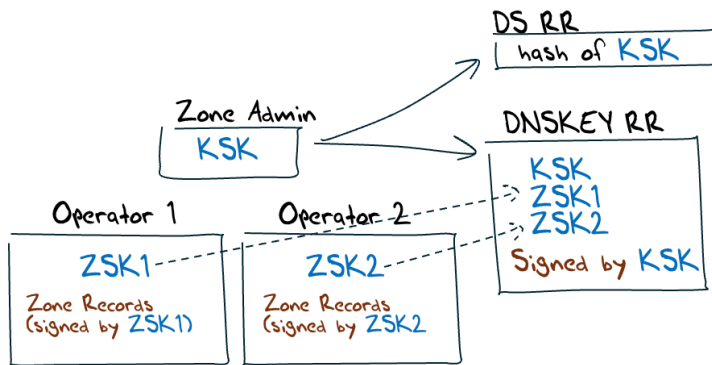 DS RR
hash of KSK
Zone Admin
KSK
DNSKEY RR
KSK
ZSK1
ZSK2
Signed by KSK
Operator 1
ZSK1
Zone Records
(signed by ZSK1)
Operator 2
ZSK2
Zone Records
(signed by ZSK2